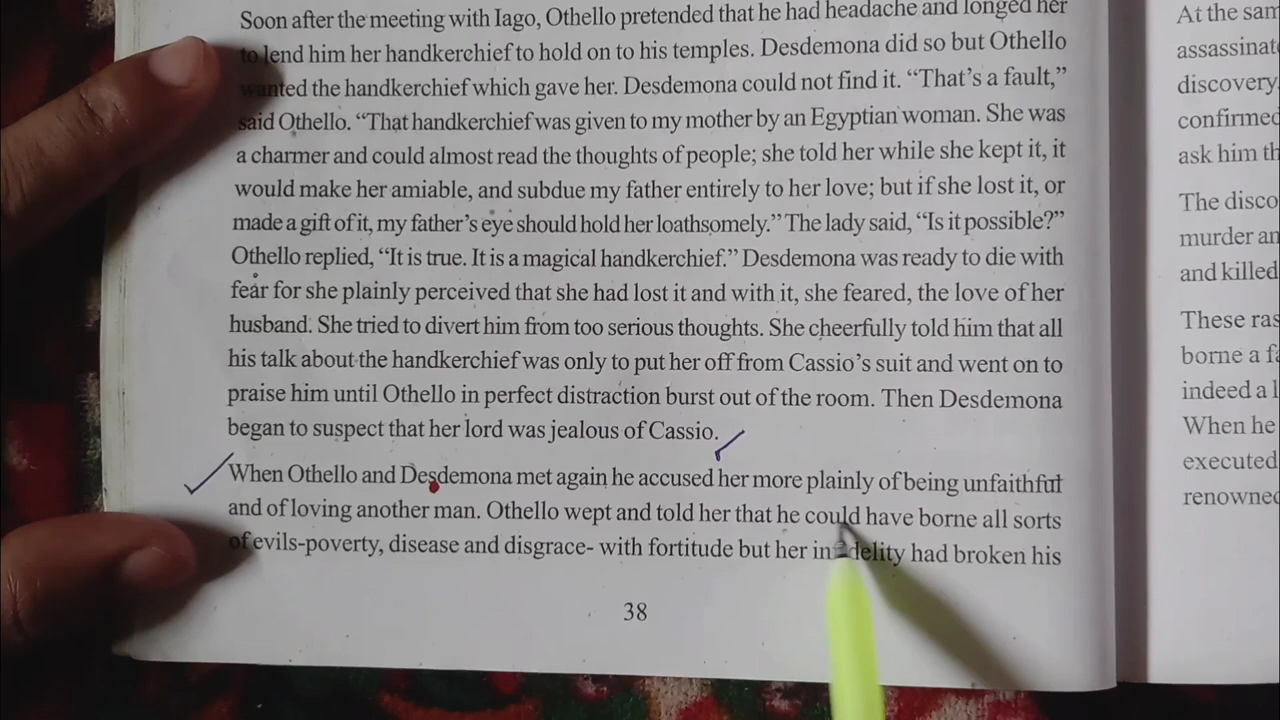 Soon after the meeting with Iago, Othello pretended that he had headache and longed her
to lend him her handkerchief to hold on to his temples. Desdemona did so but Othello
wanted the handkerchief which gave her. Desdemona could not find it. “That’s a fault,”
said Othello. “That handkerchief was given to my mother by an Egyptian woman. She was
a charmer and could almost read the thoughts of people; she told her while she kept it, it
would make her amiable, and subdue my father entirely to her love; but if she lost it, or
made a gift of it, my father’s eye should hold her loathsomely.” The lady said, “Is it possible?”
Othello replied, “It is true. It is a magical handkerchief.” Desdemona was ready to die with
fear for she plainly perceived that she had lost it and with it, she feared, the love of her
husband. She tried to divert him from too serious thoughts. She cheerfully told him that all
his talk about the handkerchief was only to put her off from Cassio’s suit and went on to
praise him until Othello in perfect distraction burst out of the room. Then Desdemona
began to suspect that her lord was jealous of Cassio.
When Othello and Desdemona met again he accused her more plainly of being unfaithful
and of loving another man. Othello wept and told her that he could have borne all sorts
of evils-poverty, disease and disgrace- with fortitude but her infidelity had broken his
38
At the
discovery
confirmed
ask him
The
murder
and killed
These
borne a
indeed a
When he
executed
renowned